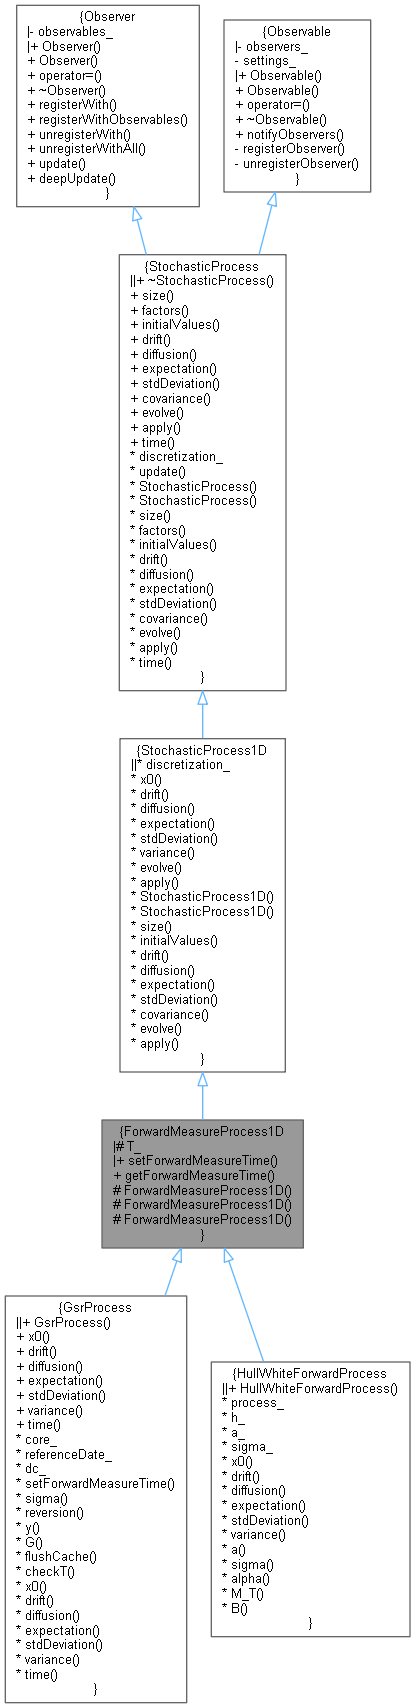 {Observer
|- observables_
|+ Observer()
+ Observer()
+ operator=()
+ ~Observer()
+ registerWith()
+ registerWithObservables()
+ unregisterWith()
+ unregisterWithAll()
+ update()
+ deepUpdate()
}
{Observable
|- observers_
- settings_
|+ Observable()
+ Observable()
+ operator=()
+ ~Observable()
+ notifyObservers()
- registerObserver()
- unregisterObserver()
}
{StochasticProcess
||+ ~StochasticProcess()
+ size()
+ factors()
+ initialValues()
+ drift()
+ diffusion()
+ expectation()
+ stdDeviation()
+ covariance()
+ evolve()
+ apply()
+ time()
* discretization_
* update()
* StochasticProcess()
* StochasticProcess()
* size()
* factors()
* initialValues()
* drift()
* diffusion()
* expectation()
* stdDeviation()
* covariance()
* evolve()
* apply()
* time()
}
{StochasticProcess1D
||* discretization_
* x0()
* drift()
* diffusion()
* expectation()
* stdDeviation()
* variance()
* evolve()
* apply()
* StochasticProcess1D()
* StochasticProcess1D()
* size()
* initialValues()
* drift()
* diffusion()
* expectation()
* stdDeviation()
* covariance()
* evolve()
* apply()
}
{ForwardMeasureProcess1D
|# T_
|+ setForwardMeasureTime()
+ getForwardMeasureTime()
# ForwardMeasureProcess1D()
# ForwardMeasureProcess1D()
# ForwardMeasureProcess1D()
}
{GsrProcess
||+ GsrProcess()
+ x0()
+ drift()
+ diffusion()
+ expectation()
+ stdDeviation()
+ variance()
+ time()
* core_
* referenceDate_
* dc_
* setForwardMeasureTime()
* sigma()
* reversion()
* y()
* G()
* flushCache()
* checkT()
* x0()
* drift()
* diffusion()
* expectation()
* stdDeviation()
* variance()
* time()
}
{HullWhiteForwardProcess
||+ HullWhiteForwardProcess()
* process_
* h_
* a_
* sigma_
* x0()
* drift()
* diffusion()
* expectation()
* stdDeviation()
* variance()
* a()
* sigma()
* alpha()
* M_T()
* B()
}